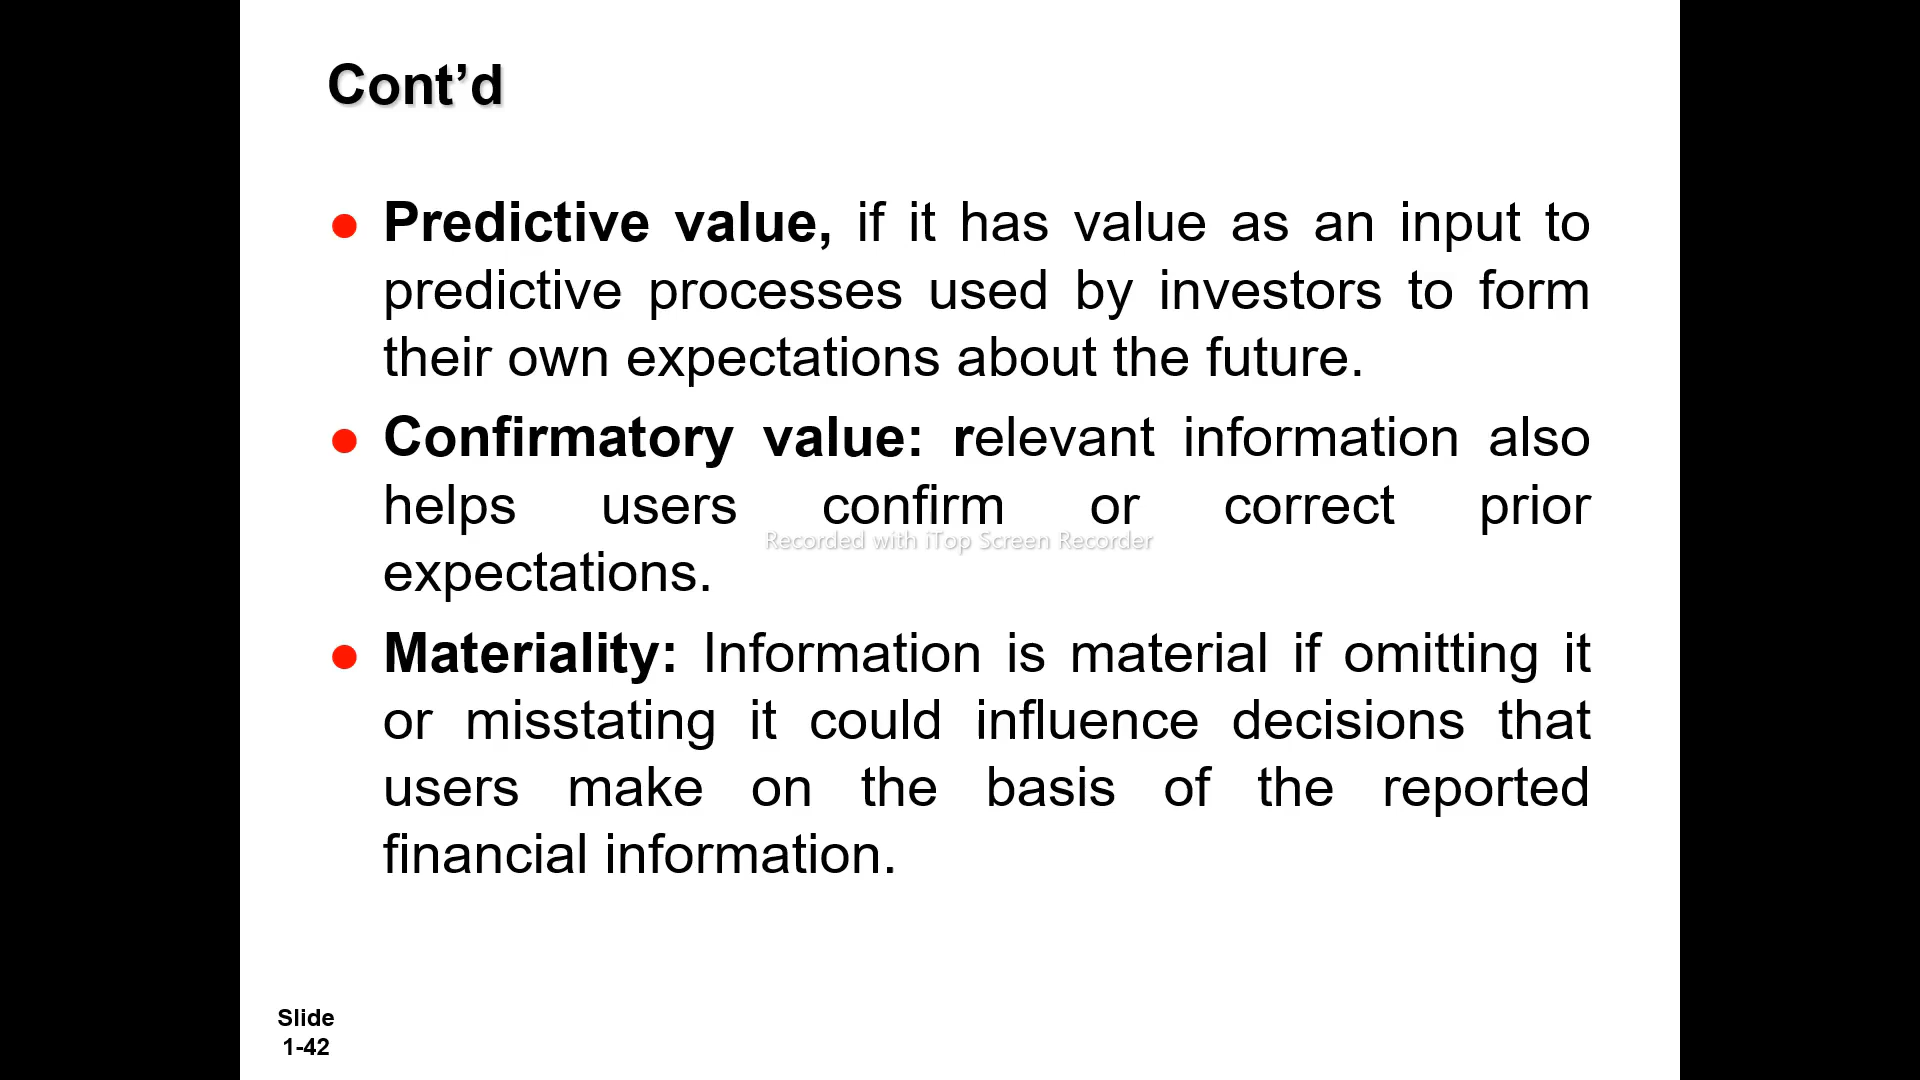 Cont’d
● Predictive value, if it has value as an input to
predictive processes used by investors to form
their own expectations about the future.
● Confirmatory value: relevant information also
helps users confirm or correct prior
Recorded with iTop Screen Recorder
expectations.
● Materiality: Information is material if omitting it
or misstating it could influence decisions that
users make on the basis of the reported
financial information.
Slide
1-42